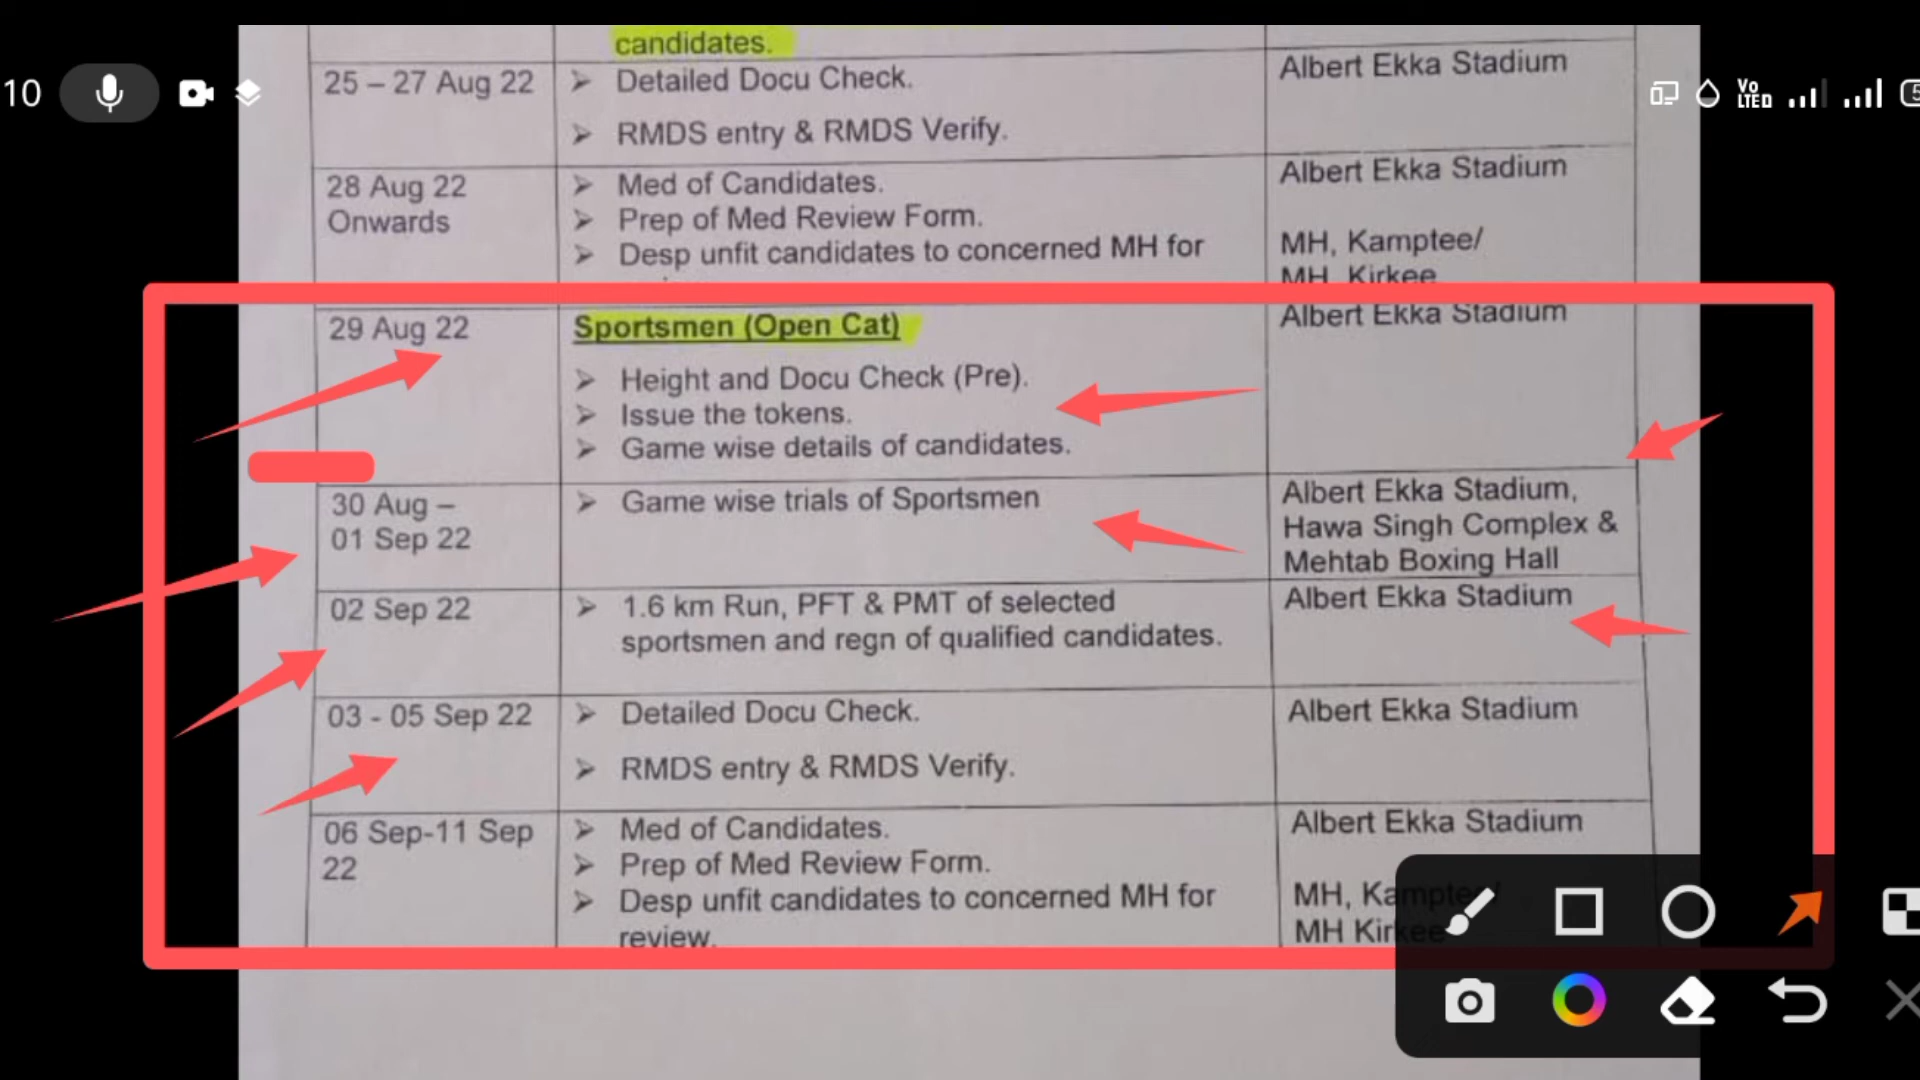 10
Vo
LTED
5
candidates.
25 – 27 Aug 22
➢ Detailed Docu Check.
➢ RMDS entry & RMDS Verify.
Albert Ekka Stadium
28 Aug 22
Onwards
➢ Med of Candidates.
➢ Prep of Med Review Form.
➢ Desp unfit candidates to concerned MH for
Albert Ekka Stadium
MH, Kamptee/
MH, Kirkee
29 Aug 22
Sportsmen (Open Cat)
➢ Height and Docu Check (Pre).
➢ Issue the tokens.
➢ Game wise details of candidates.
Albert Ekka Stadium
30 Aug –
01 Sep 22
➢ Game wise trials of Sportsmen
Albert Ekka Stadium,
Hawa Singh Complex &
Mehtab Boxing Hall
02 Sep 22
➢ 1.6 km Run, PFT & PMT of selected
sportsmen and regn of qualified candidates.
Albert Ekka Stadium
03 - 05 Sep 22
➢ Detailed Docu Check.
➢ RMDS entry & RMDS Verify.
Albert Ekka Stadium
06 Sep-11 Sep
22
➢ Med of Candidates.
➢ Prep of Med Review Form.
➢ Desp unfit candidates to concerned MH for
review.
Albert Ekka Stadium
MH, Kamptee/
MH Kirkee